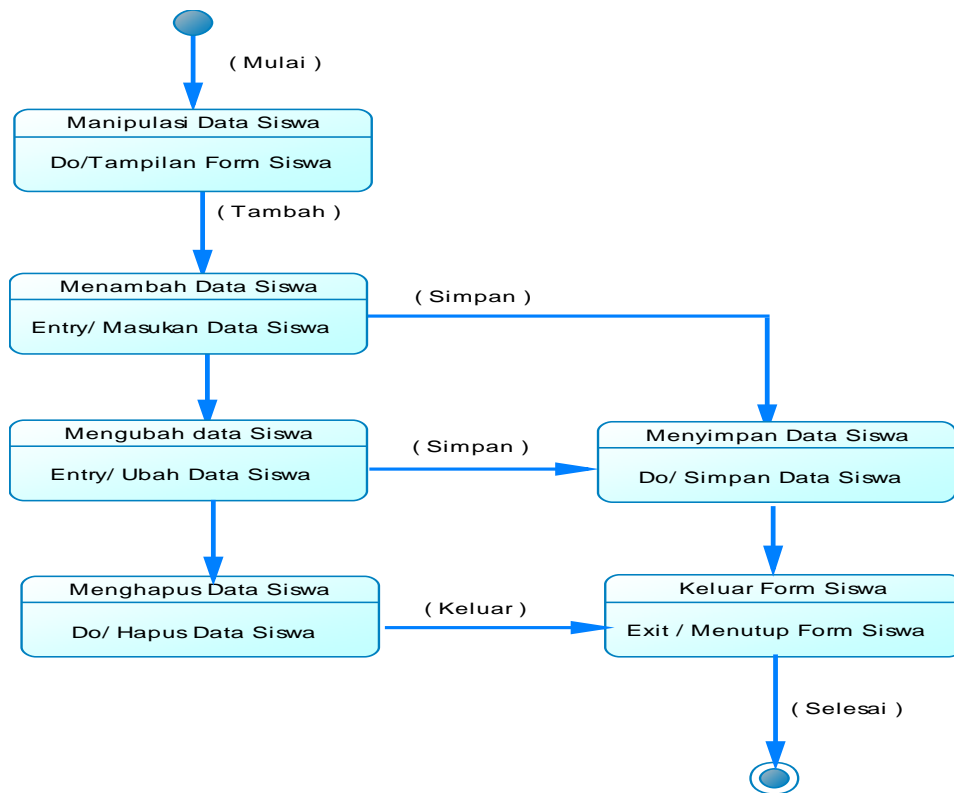 ( Mulai )
Manipulasi Data Siswa
Do/Tampilan Form Siswa
( Tambah )
Menambah Data Siswa
Entry/ Masukan Data Siswa
( Simpan )
Mengubah data Siswa
Entry/ Ubah Data Siswa
( Simpan )
Menyimpan Data Siswa
Do/ Simpan Data Siswa
Menghapus Data Siswa
Do/ Hapus Data Siswa
( Keluar )
Keluar Form Siswa
Exit / Menutup Form Siswa
( Selesai )